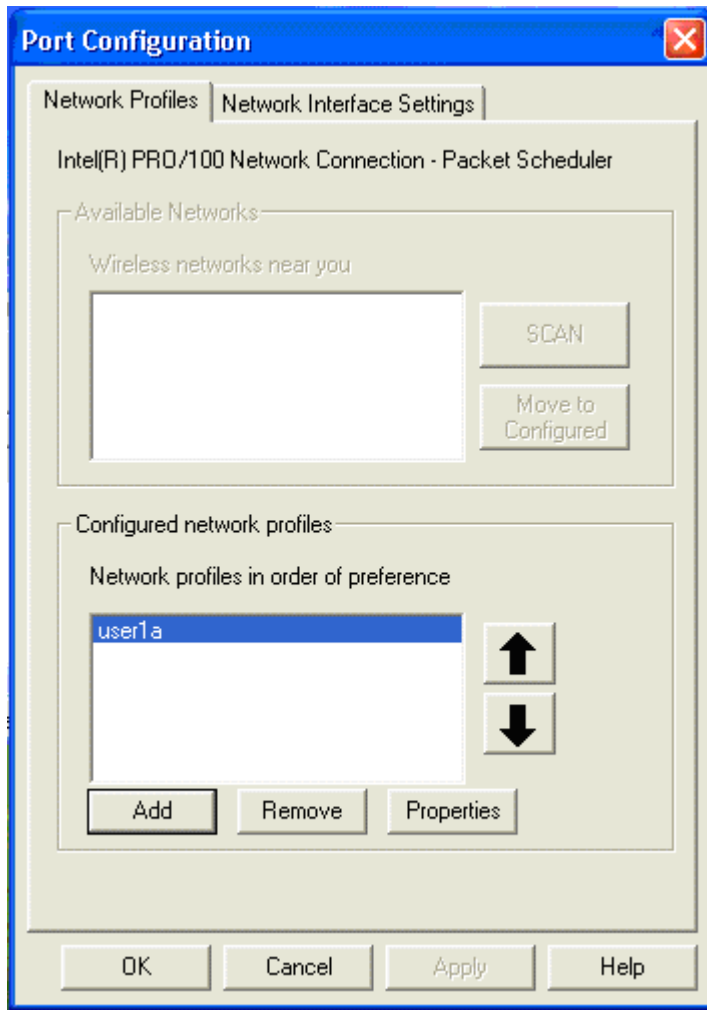 Port Configuration
Network Profiles
Network Interface Settings
Intel(R) PRO/100 Network Connection - Packet Scheduler
Available Networks
Wireless networks near you
SCAN
Move to
Configured
Configured network profiles
Network profiles in order of preference
user1a
Add
Remove
Properties
OK
Cancel
Apply
Help